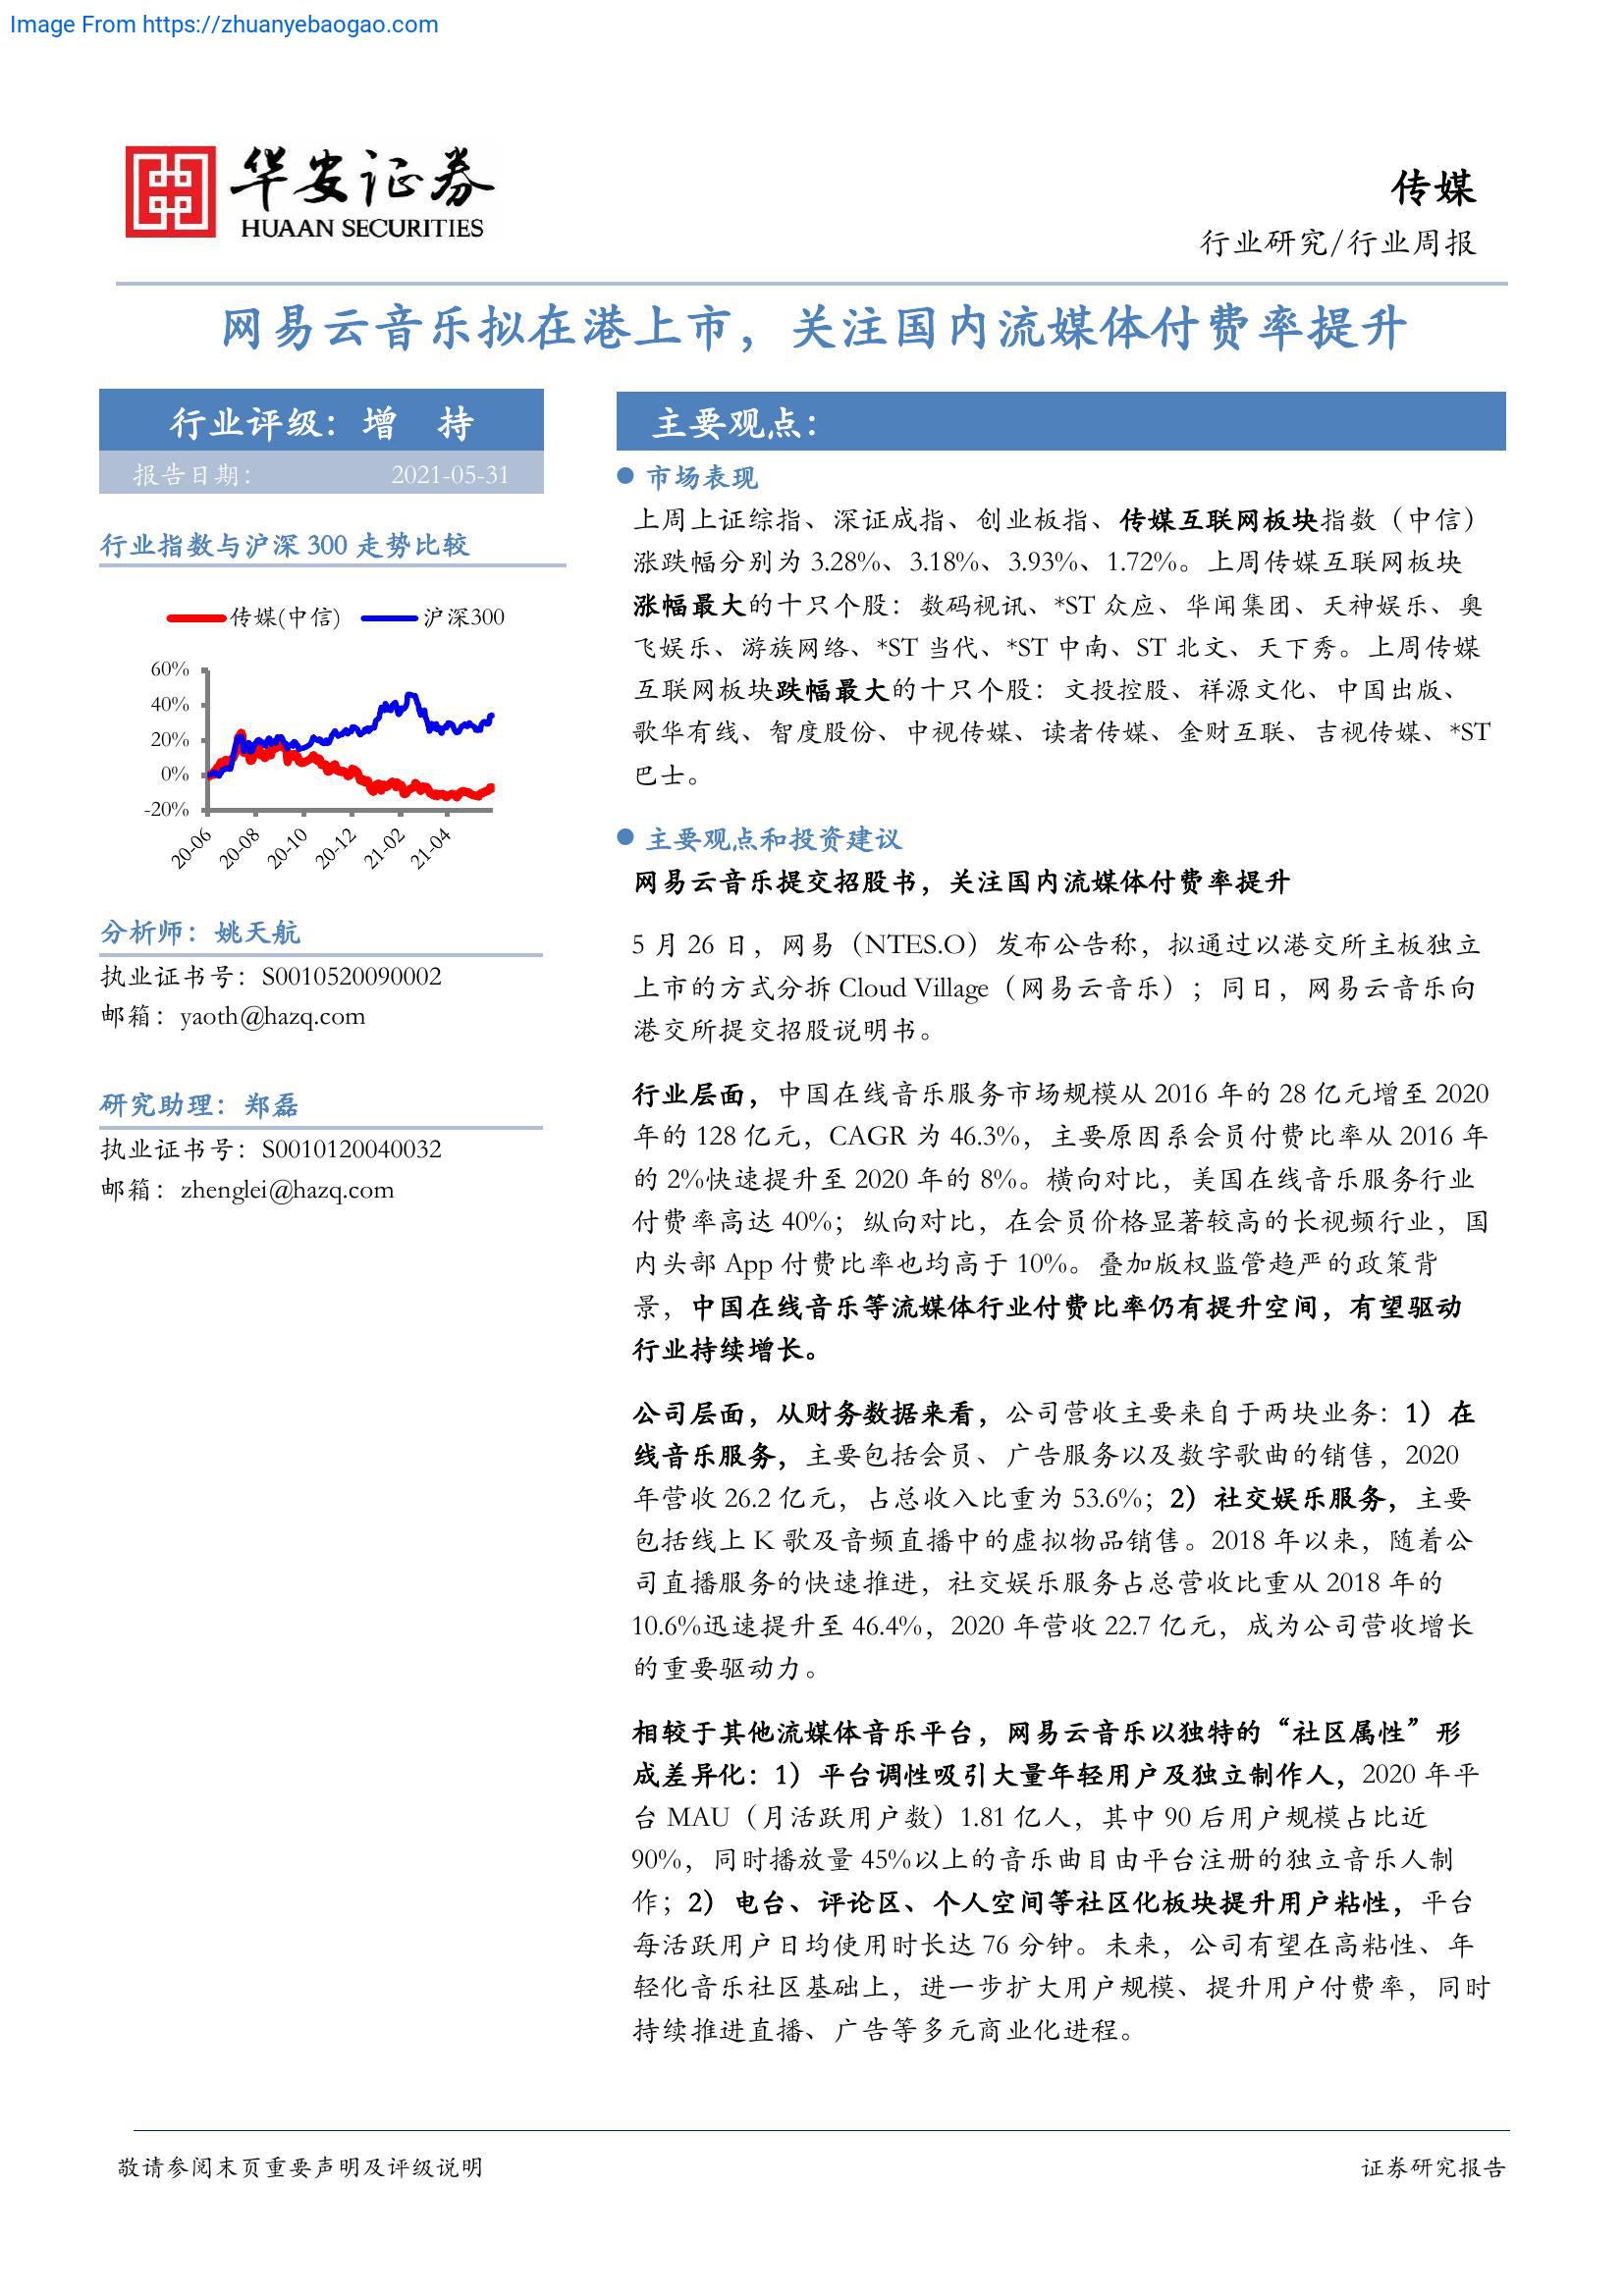 Image From https://zhuanyebaogao.com
华安证券
HUAAN SECURITIES
传媒
行业研究/行业周报
网易云音乐拟在港上市，关注国内流媒体付费率提升
行业评级：增 持
报告日期： 2021-05-31
行业指数与沪深 300 走势比较
传媒(中信) 沪深300
60%
40%
20%
0%
-20%
20-06 20-08 20-10 20-12 21-02 21-04
分析师：姚天航
执业证书号：S0010520090002
邮箱：yaoth@hazq.com
研究助理：郑磊
执业证书号：S0010120040032
邮箱：zhenglei@hazq.com
主要观点：
市场表现
上周上证综指、深证成指、创业板指、传媒互联网板块指数（中信）
涨跌幅分别为 3.28%、3.18%、3.93%、1.72%。上周传媒互联网板块
涨幅最大的十只个股：数码视讯、*ST 众应、华闻集团、天神娱乐、奥
飞娱乐、游族网络、*ST 当代、*ST 中南、ST 北文、天下秀。上周传媒
互联网板块跌幅最大的十只个股：文投控股、祥源文化、中国出版、
歌华有线、智度股份、中视传媒、读者传媒、金财互联、吉视传媒、*ST
巴士。
主要观点和投资建议
网易云音乐提交招股书，关注国内流媒体付费率提升
5 月 26 日，网易（NTES.O）发布公告称，拟通过以港交所主板独立
上市的方式分拆 Cloud Village（网易云音乐）；同日，网易云音乐向
港交所提交招股说明书。
行业层面，中国在线音乐服务市场规模从 2016 年的 28 亿元增至 2020
年的 128 亿元，CAGR 为 46.3%，主要原因系会员付费比率从 2016 年
的 2%快速提升至 2020 年的 8%。横向对比，美国在线音乐服务行业
付费率高达 40%；纵向对比，在会员价格显著较高的长视频行业，国
内头部 App 付费比率也均高于 10%。叠加版权监管趋严的政策背
景，中国在线音乐等流媒体行业付费比率仍有提升空间，有望驱动
行业持续增长。
公司层面，从财务数据来看，公司营收主要来自于两块业务：1）在
线音乐服务，主要包括会员、广告服务以及数字歌曲的销售，2020
年营收 26.2 亿元，占总收入比重为 53.6%；2）社交娱乐服务，主要
包括线上 K 歌及音频直播中的虚拟物品销售。2018 年以来，随着公
司直播服务的快速推进，社交娱乐服务占总营收比重从 2018 年的
10.6%迅速提升至 46.4%，2020 年营收 22.7 亿元，成为公司营收增长
的重要驱动力。
相较于其他流媒体音乐平台，网易云音乐以独特的“社区属性”形
成差异化：1）平台调性吸引大量年轻用户及独立制作人，2020 年平
台 MAU（月活跃用户数）1.81 亿人，其中 90 后用户规模占比近
90%，同时播放量 45%以上的音乐曲目由平台注册的独立音乐人制
作；2）电台、评论区、个人空间等社区化板块提升用户粘性，平台
每活跃用户日均使用时长达 76 分钟。未来，公司有望在高粘性、年
轻化音乐社区基础上，进一步扩大用户规模、提升用户付费率，同时
持续推进直播、广告等多元商业化进程。
敬请参阅末页重要声明及评级说明 证券研究报告